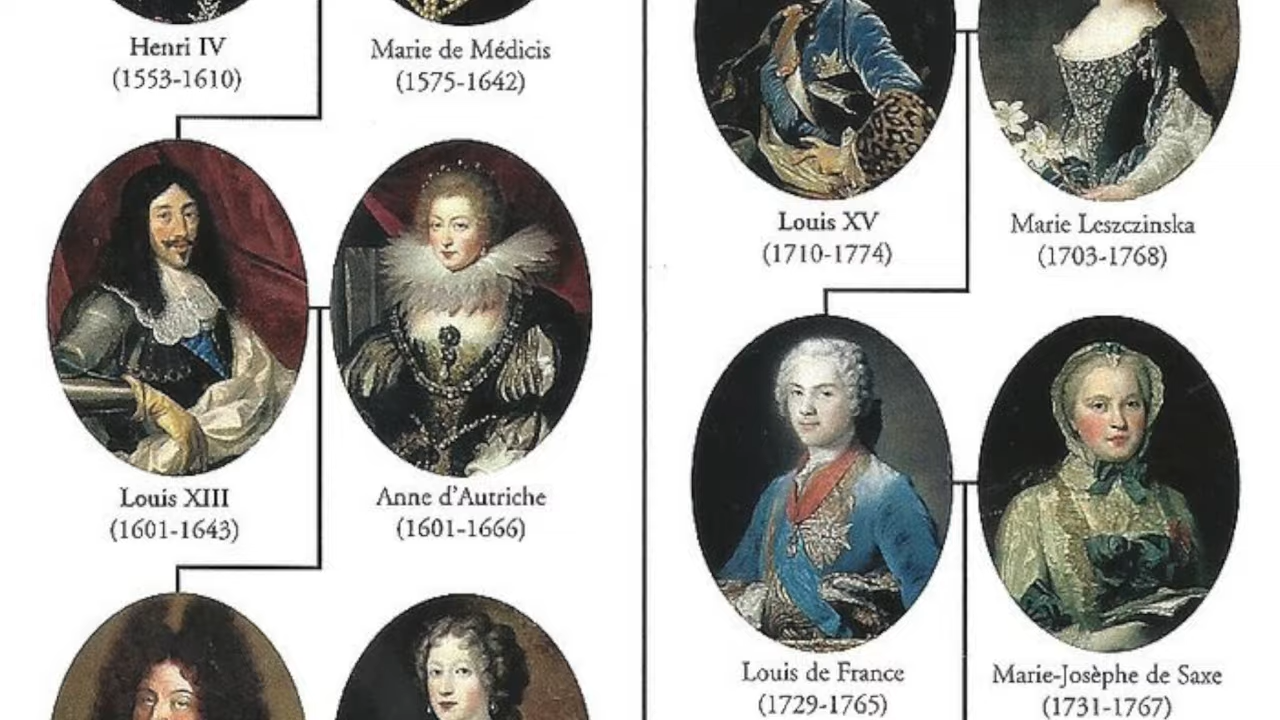 Henri IV
(1553-1610)
Marie de Médicis
(1575-1642)
Louis XIII
(1601-1643)
Anne d'Autriche
(1601-1666)
Louis XV
(1710-1774)
Marie Leszczinska
(1703-1768)
Louis de France
(1729-1765)
Marie-Josèphe de Saxe
(1731-1767)